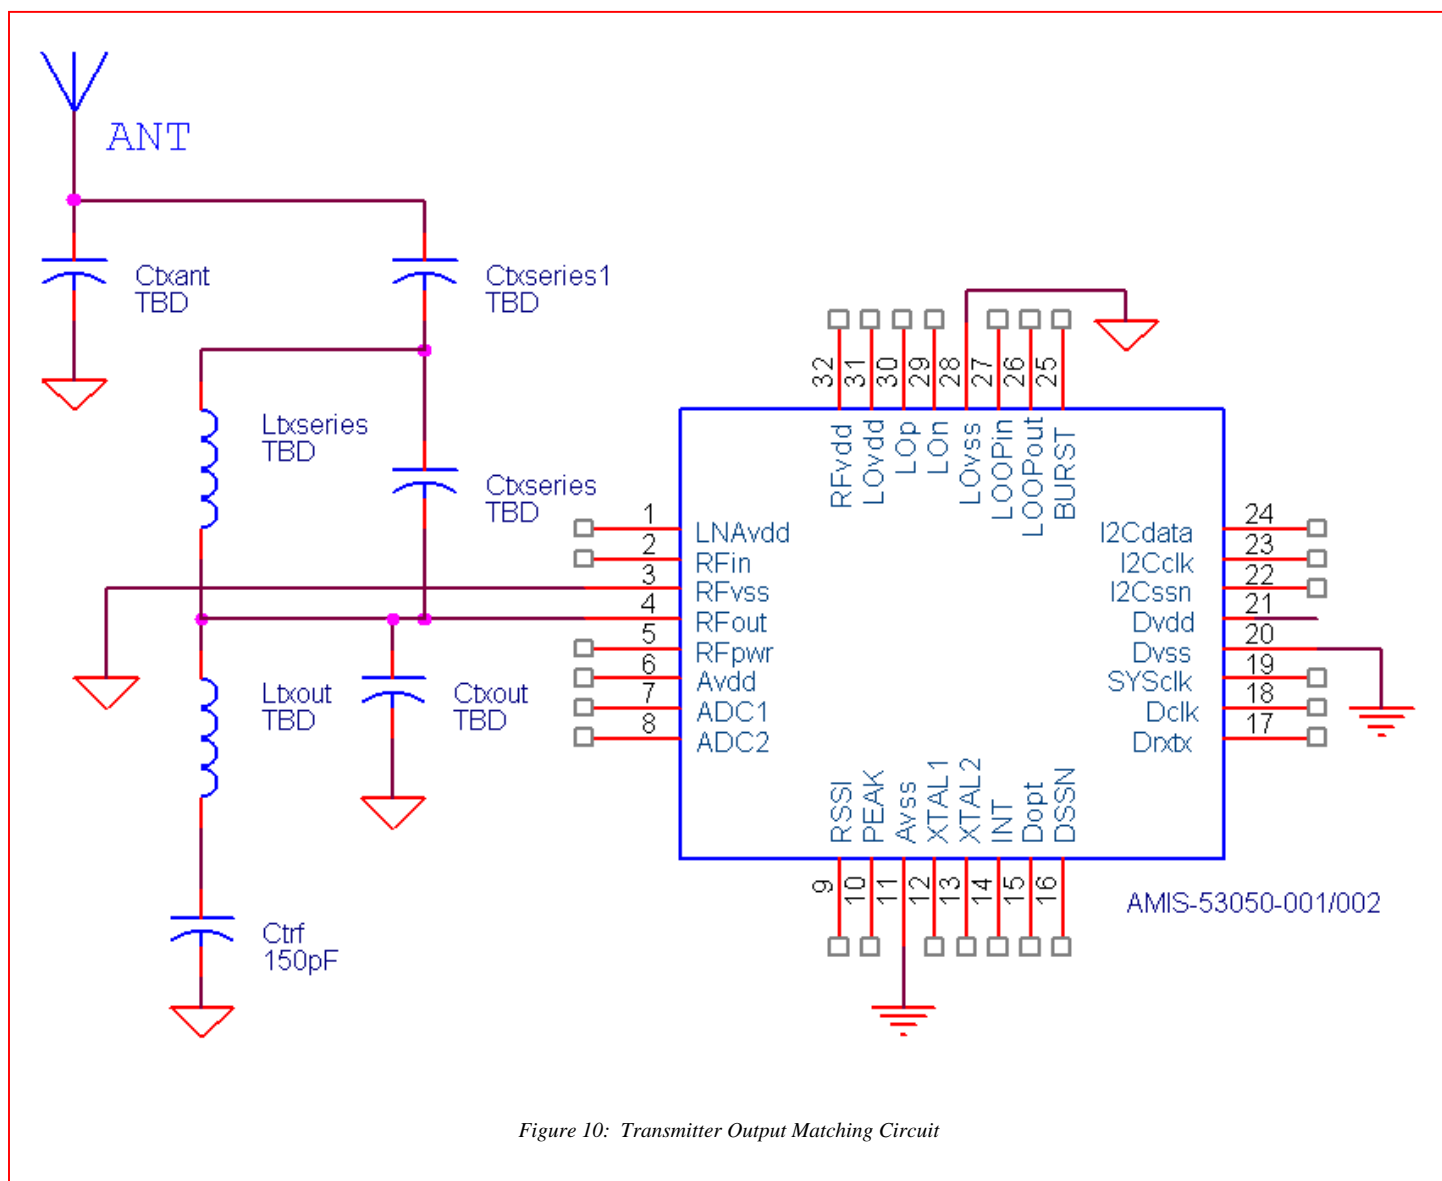 ANT
Ctxant
TBD
Ctxseries1
TBD
Ltxseries
TBD
Ctxseries
TBD
Ltxout
TBD
Ctxout
TBD
Ctrf
150pF
32
31
30
29
28
27
26
25
RFvdd
LOvdd
LOp
LOn
LOvss
LOOPin
LOOPout
BURST
1
LNAvdd
2
RFin
3
RFvss
4
RFout
5
RFpwr
6
Avdd
7
ADC1
8
ADC2
24
I2Cdata
23
I2Cclk
22
I2Cssn
21
Dvdd
20
Dvss
19
SYSclk
18
Dclk
17
Drxtx
RSSI
PEAK
Avss
XTAL1
XTAL2
INT
Dopt
DSSN
9
10
11
12
13
14
15
16
AMIS-53050-001/002
Figure 10: Transmitter Output Matching Circuit